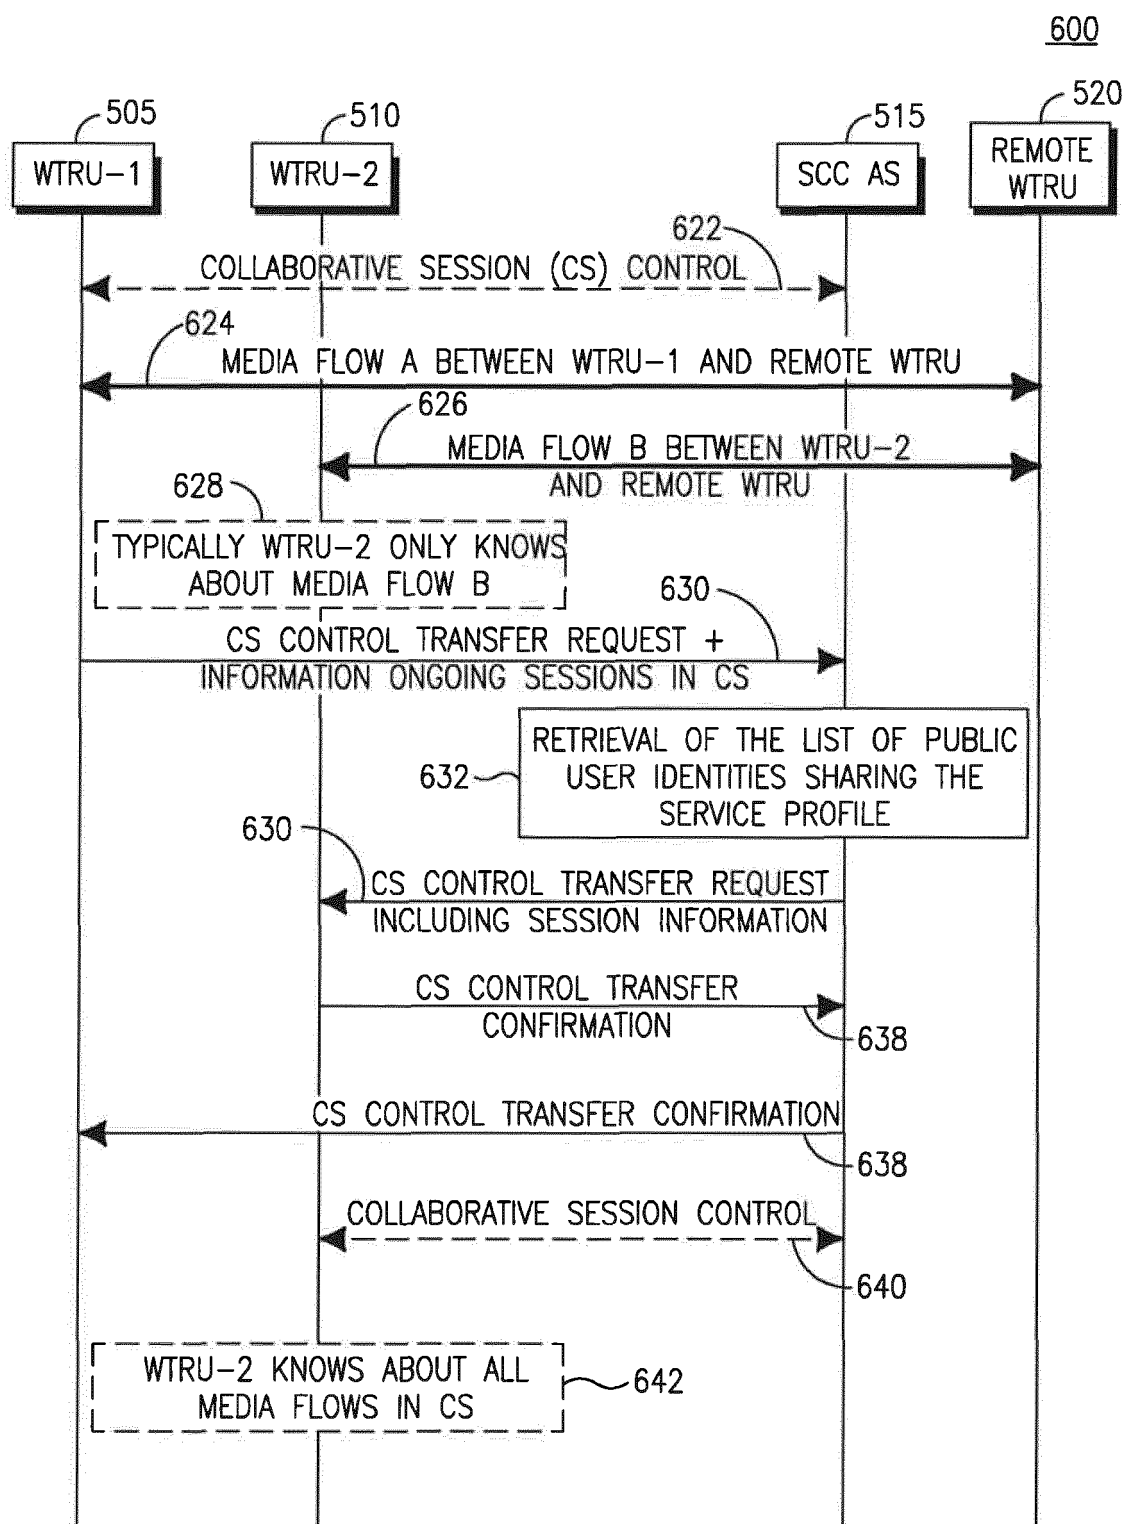 600
505
510
515
520
WTRU-1
WTRU-2
SCC AS
REMOTE
WTRU
622
COLLABORATIVE SESSION (CS) CONTROL
624
MEDIA FLOW A BETWEEN WTRU-1 AND REMOTE WTRU
626
MEDIA FLOW B BETWEEN WTRU-2
AND REMOTE WTRU
628
TYPICALLY WTRU-2 ONLY KNOWS
ABOUT MEDIA FLOW B
630
CS CONTROL TRANSFER REQUEST +
INFORMATION ONGOING SESSIONS IN CS
632
RETRIEVAL OF THE LIST OF PUBLIC
USER IDENTITIES SHARING THE
SERVICE PROFILE
630
CS CONTROL TRANSFER REQUEST
INCLUDING SESSION INFORMATION
CS CONTROL TRANSFER
CONFIRMATION
638
CS CONTROL TRANSFER CONFIRMATION
638
COLLABORATIVE SESSION CONTROL
640
WTRU-2 KNOWS ABOUT ALL
MEDIA FLOWS IN CS
642